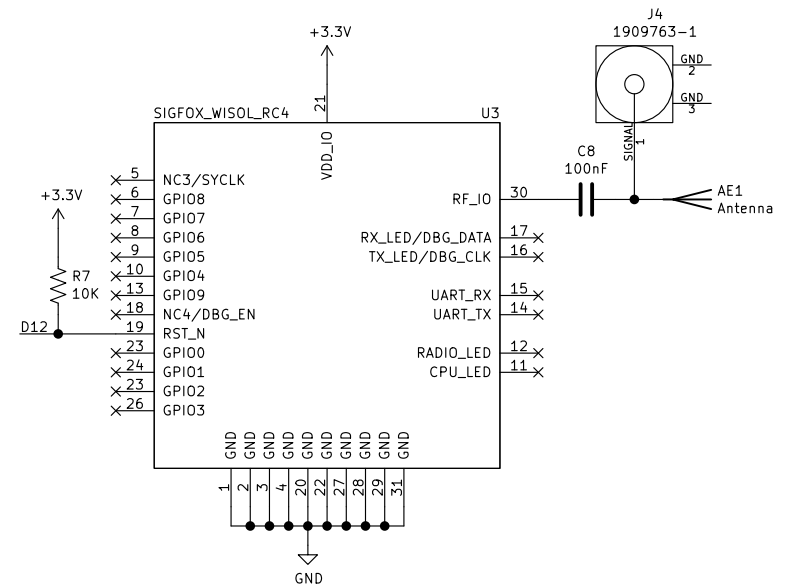 J4
1909763-1
+3.3V
GND
2
GND
3
SIGNAL
1
21
SIGFOX_WISOL_RC4
U3
VDD_IO
C8
100nF
5 NC3/SYCLK
+3.3V
6 GPIO8
RF_IO 30
AE1
Antenna
7 GPIO7
8 GPIO6
RX_LED/DBG_DATA 17
9 GPIO5
TX_LED/DBG_CLK 16
10 GPIO4
R7
10K
13 GPIO9
UART_RX 15
18 NC4/DBG_EN
UART_TX 14
D12
19 RST_N
23 GPIO0
RADIO_LED 12
24 GPIO1
CPU_LED 11
23 GPIO2
26 GPIO3
GND GND GND GND GND GND GND GND GND GND
1 2 3 4 20 22 27 28 29 31
GND